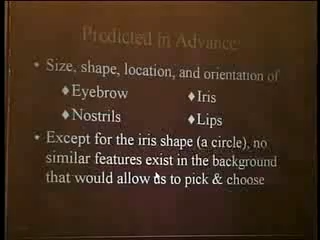 Predicted in Advance:
• Size, shape, location, and orientation of
♦Eyebrow ♦Iris
♦Nostrils ♦Lips
• Except for the iris shape (a circle), no
similar features exist in the background
that would allow us to pick & choose